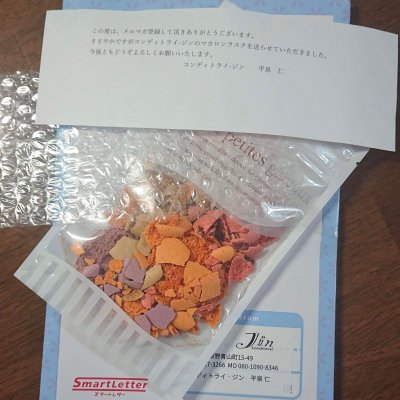 この度は、メルマガ登録して頂きありがとうございます。
ささやかですがコンディトライ-ジンのマカロンラスクを送らせていただきました。
今後ともどうぞよろしくお願いいたします。
コンディトライ-ジン　平泉 仁
petites
Jin
野青山町15-49
7-3266 MO.080-1090-8346
ディトライ-ジン 平泉 仁
SmartLetter
スマートレター